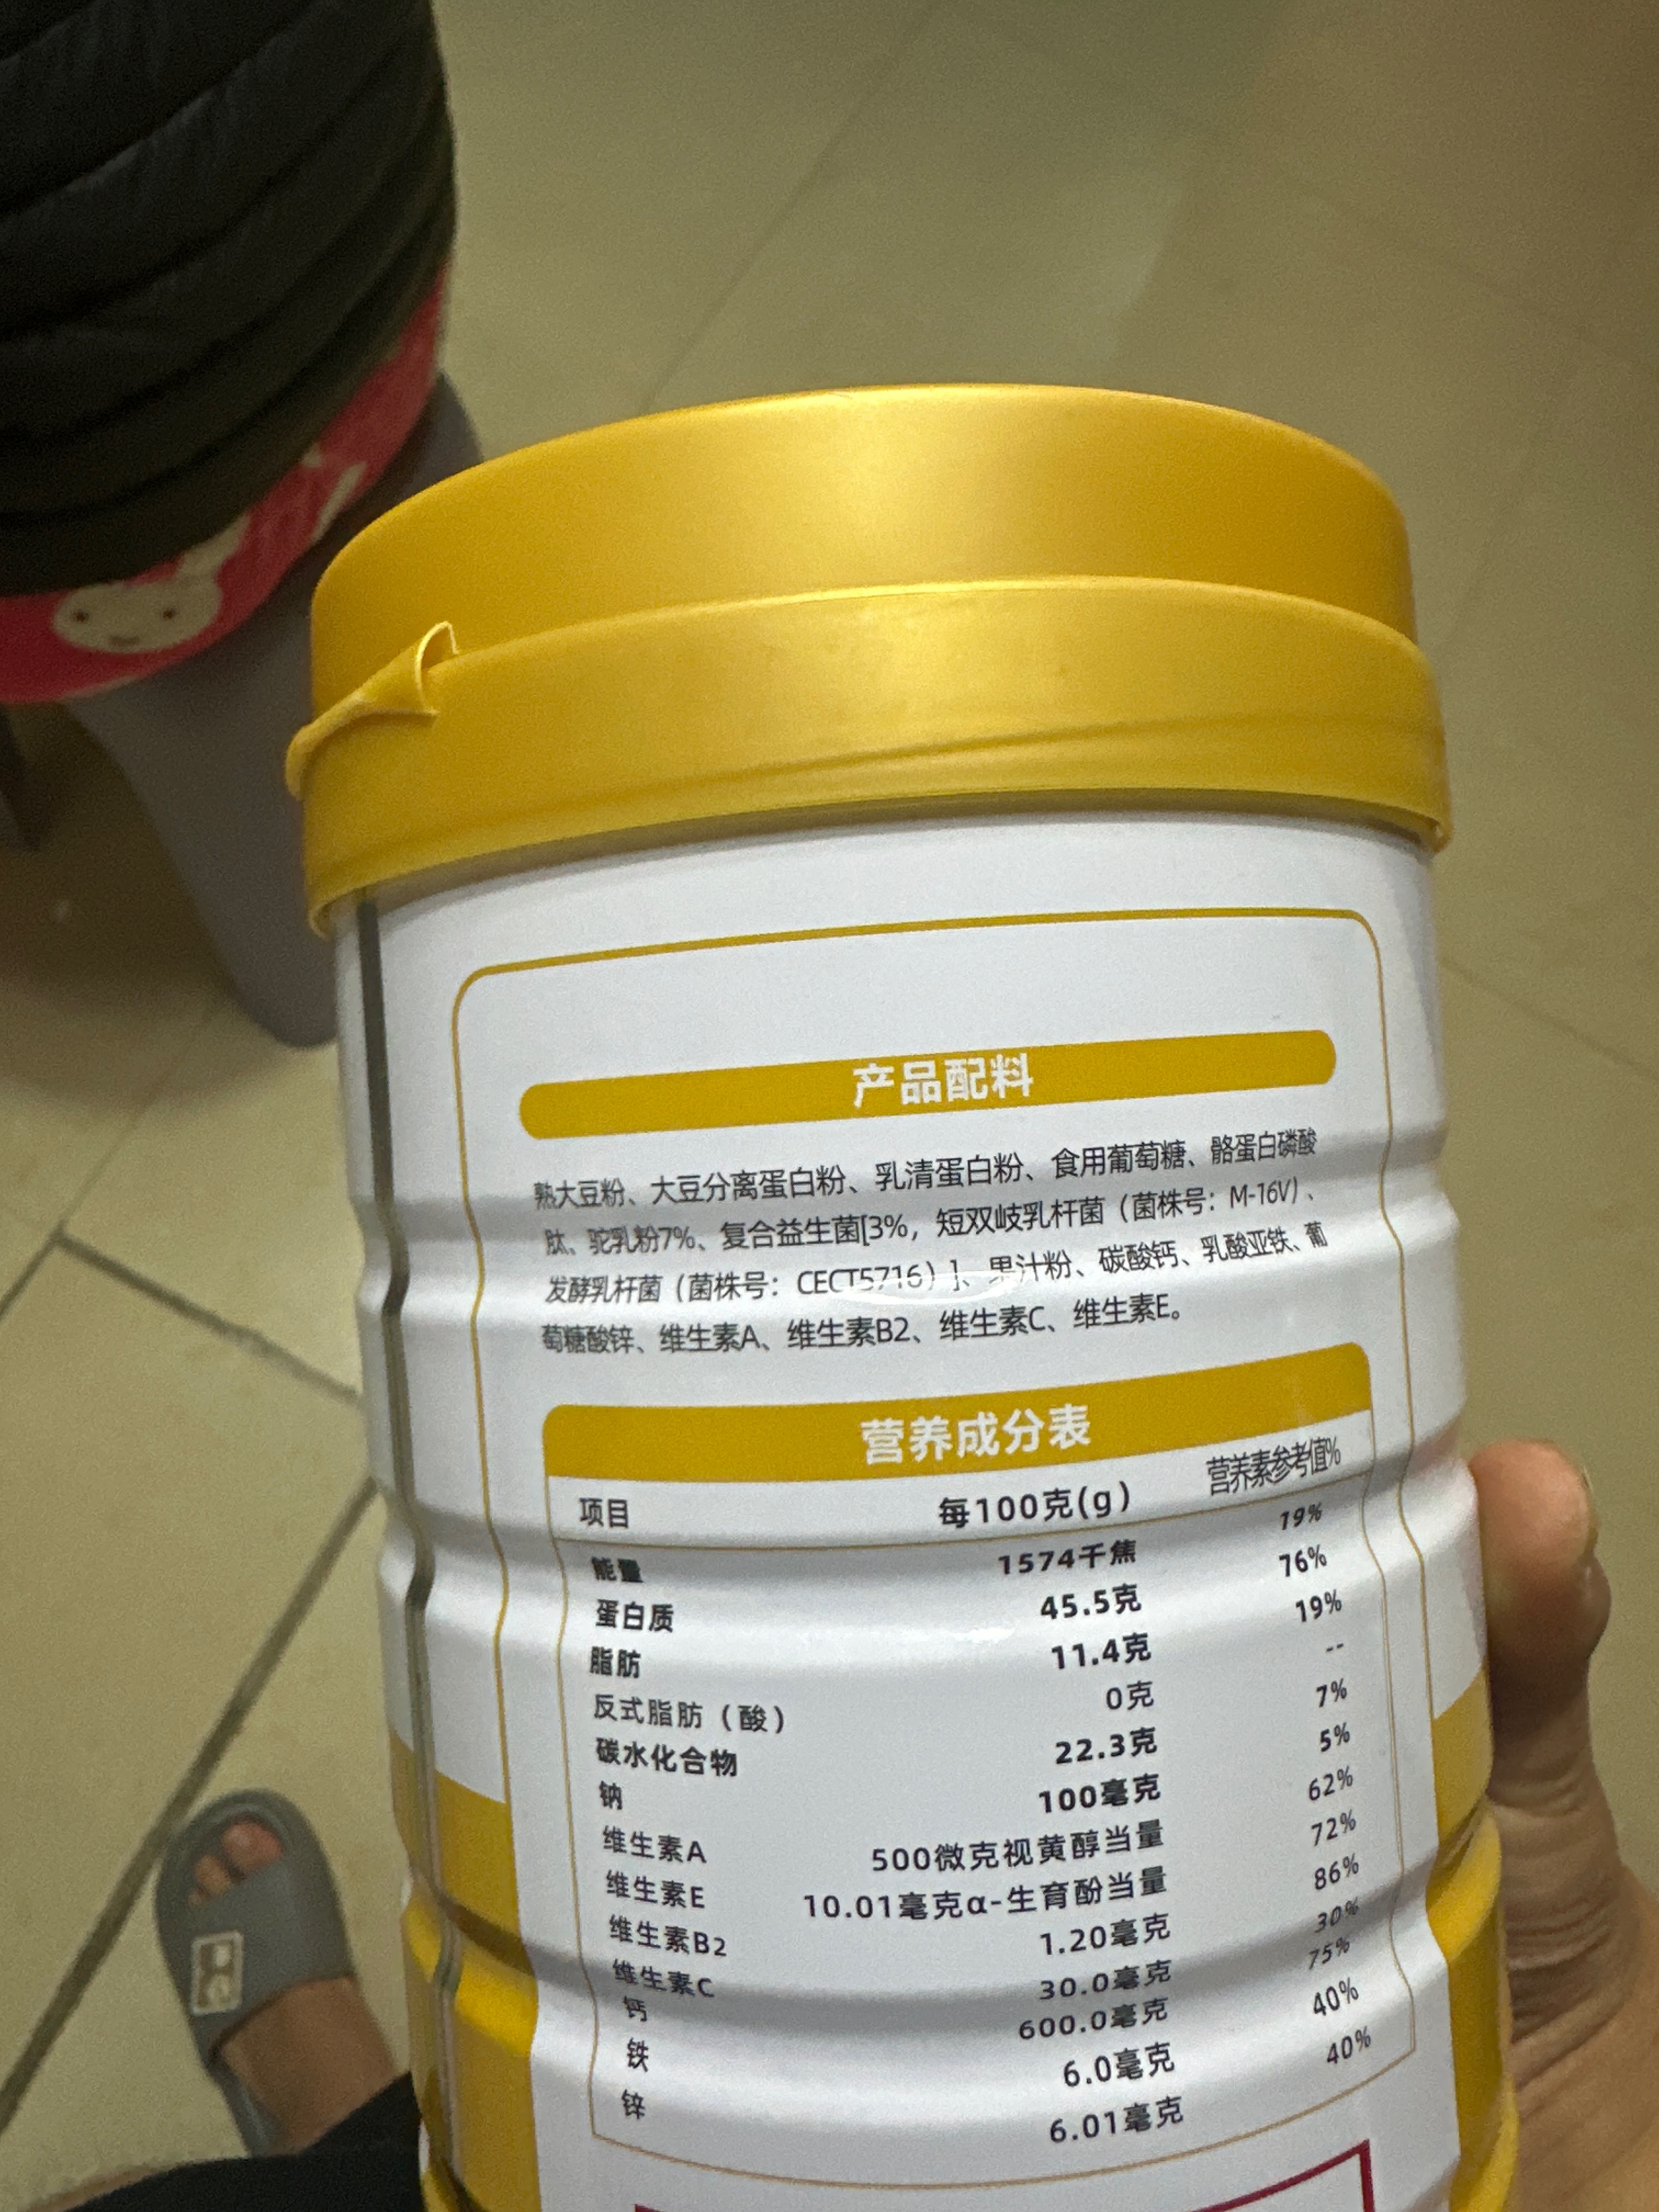 产品配料
熟大豆粉、大豆分离蛋白粉、乳清蛋白粉、食用葡萄糖、酪蛋白磷酸
肽、驼乳粉7%、复合益生菌[3%，短双岐乳杆菌（菌株号：M-16V）、
发酵乳杆菌（菌株号：CECT5716）]、果汁粉、碳酸钙、乳酸亚铁、葡
萄糖酸锌、维生素A、维生素B2、维生素C、维生素E。
营养成分表
项目 每100克(g) 营养素参考值%
能量 1574千焦 19%
蛋白质 45.5克 76%
脂肪 11.4克 19%
反式脂肪（酸） 0克 --
碳水化合物 22.3克 7%
钠 100毫克 5%
维生素A 500微克视黄醇当量 62%
维生素E 10.01毫克α-生育酚当量 72%
维生素B2 1.20毫克 86%
维生素C 30.0毫克 30%
钙 600.0毫克 75%
铁 6.0毫克 40%
锌 6.01毫克 40%